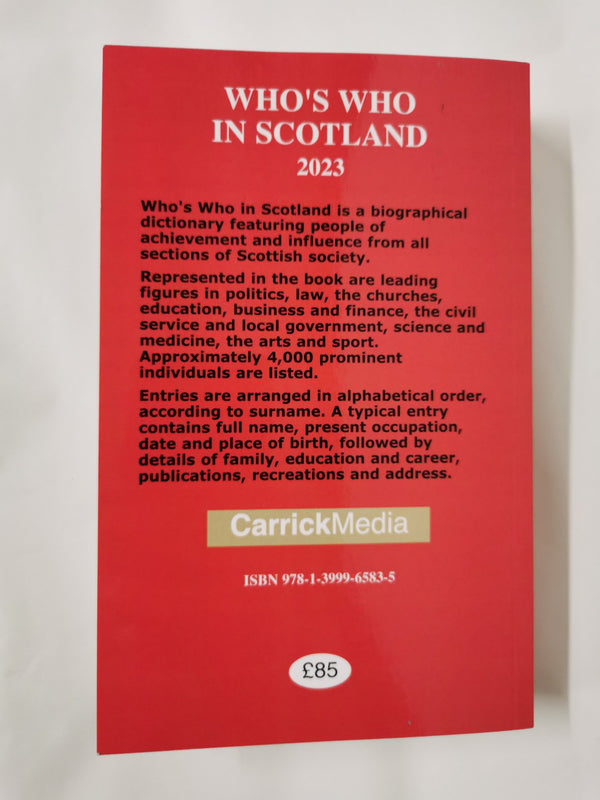 WHO'S WHO
IN SCOTLAND
2023
Who's Who in Scotland is a biographical
dictionary featuring people of
achievement and influence from all
sections of Scottish society.
Represented in the book are leading
figures in politics, law, the churches,
education, business and finance, the civil
service and local government, science and
medicine, the arts and sport.
Approximately 4,000 prominent
individuals are listed.
Entries are arranged in alphabetical order,
according to surname. A typical entry
contains full name, present occupation,
date and place of birth, followed by
details of family, education and career,
publications, recreations and address.
CarrickMedia
ISBN 978-1-3999-6583-5
£85